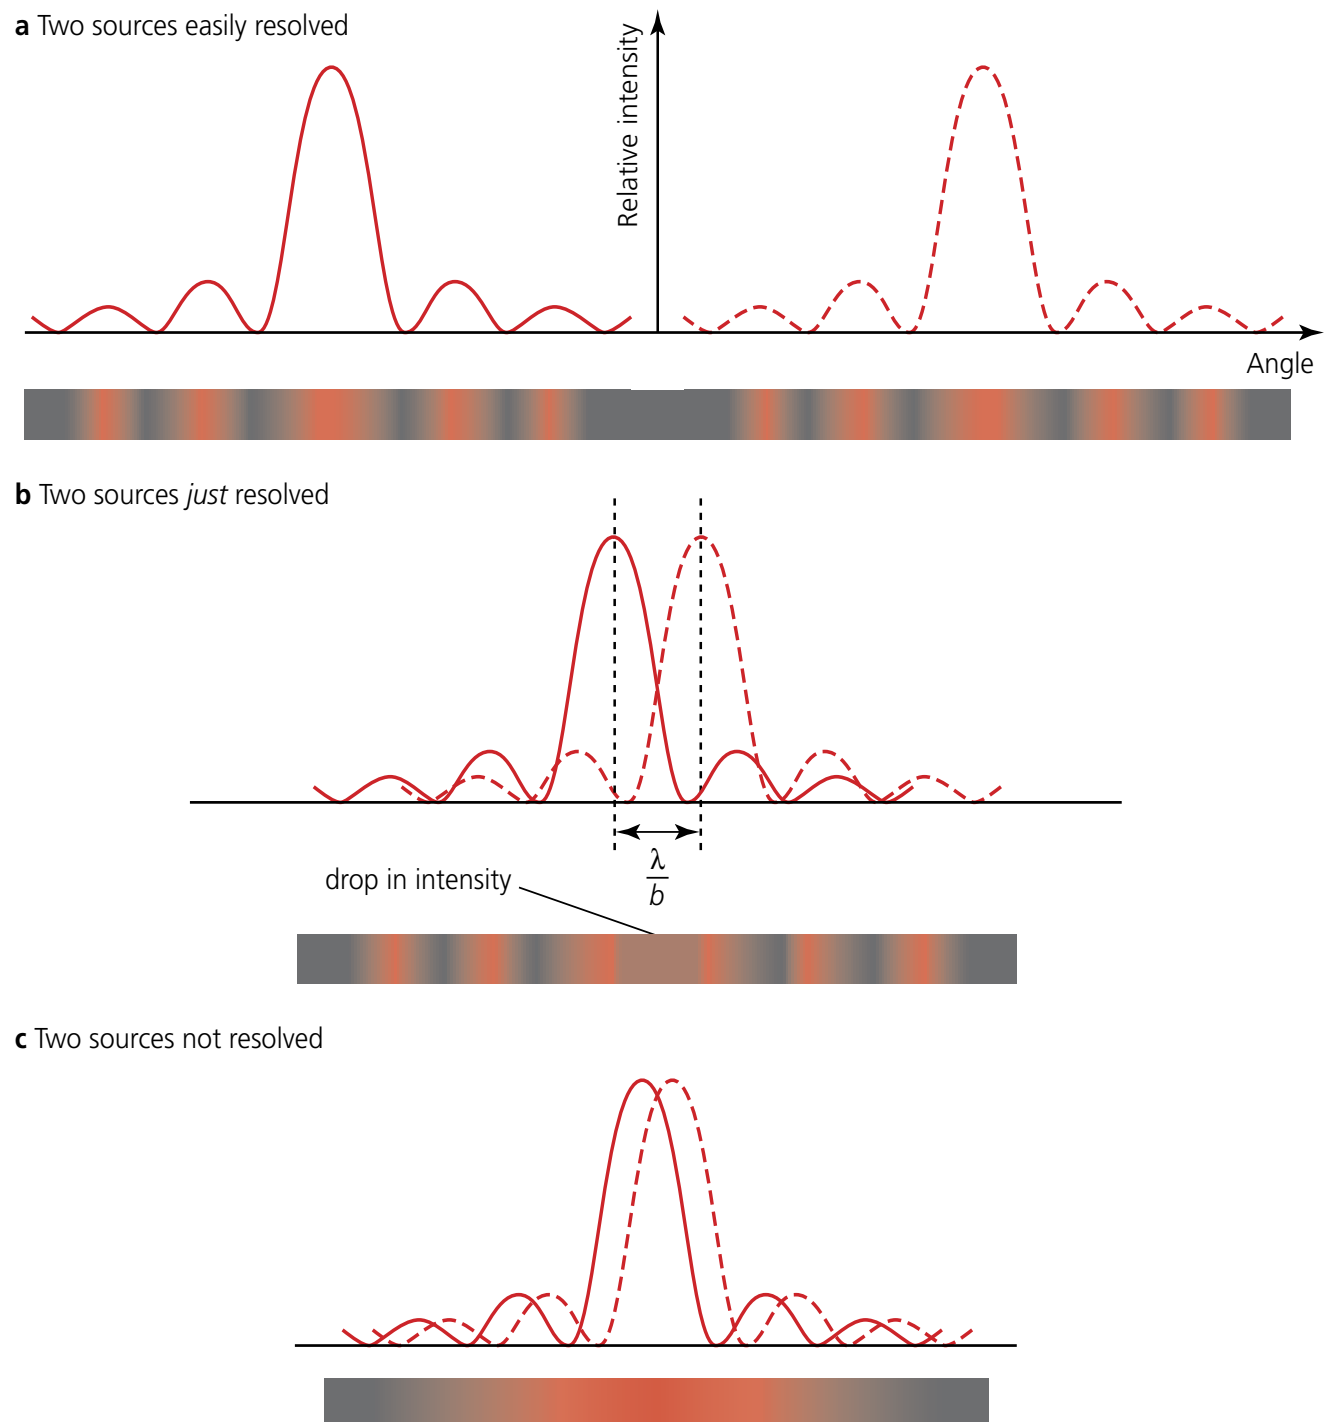 a Two sources easily resolved
Relative intensity
Angle
b Two sources just resolved
λ
b
drop in intensity
c Two sources not resolved